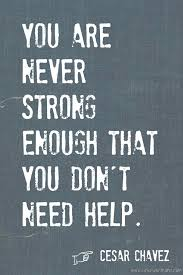 YOU ARE
NEVER
STRONG
ENOUGH THAT
YOU DON'T
NEED HELP.
CESAR CHAVEZ